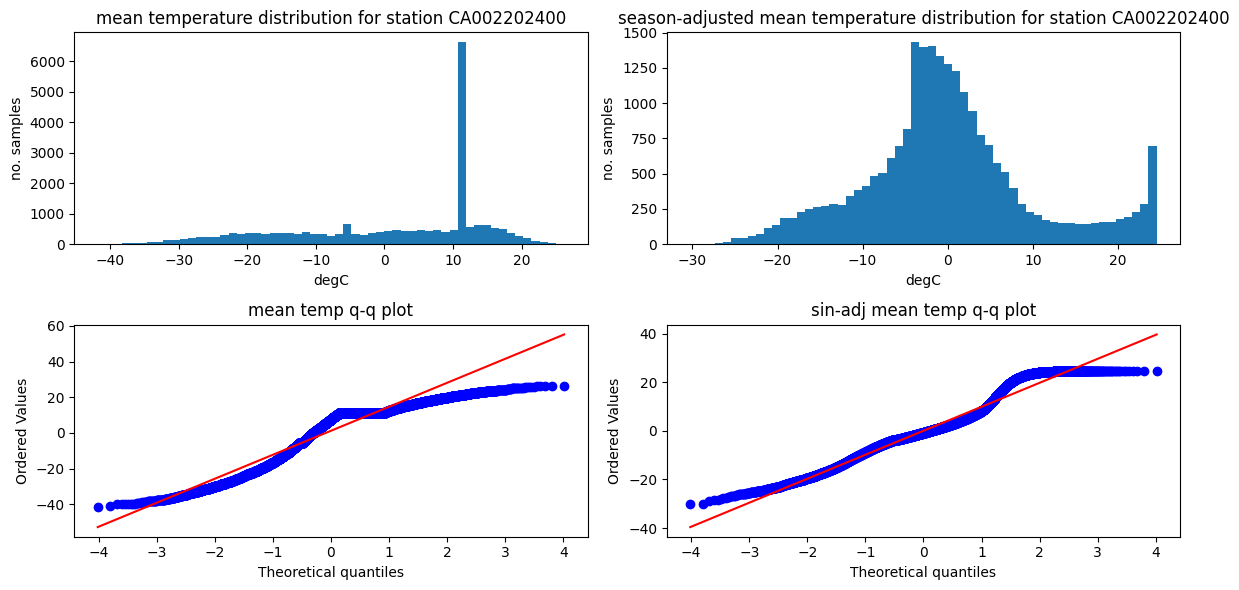 mean temperature distribution for station CA002202400
no. samples
6000
5000
4000
3000
2000
1000
0
−40 −30 −20 −10 0 10 20
degC
season-adjusted mean temperature distribution for station CA002202400
no. samples
1500
1250
1000
750
500
250
0
−30 −20 −10 0 10 20
degC
mean temp q-q plot
Ordered Values
60
40
20
0
−20
−40
−4 −3 −2 −1 0 1 2 3 4
Theoretical quantiles
sin-adj mean temp q-q plot
Ordered Values
40
20
0
−20
−40
−4 −3 −2 −1 0 1 2 3 4
Theoretical quantiles